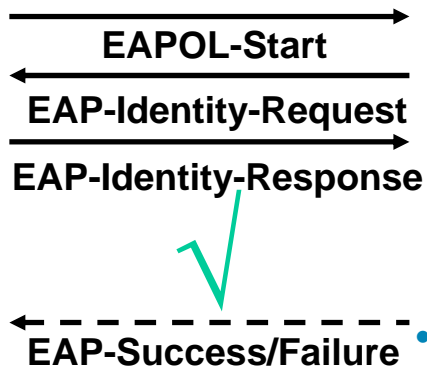 EAPOL-Start
EAP-Identity-Request
EAP-Identity-Response
√
EAP-Success/Failure